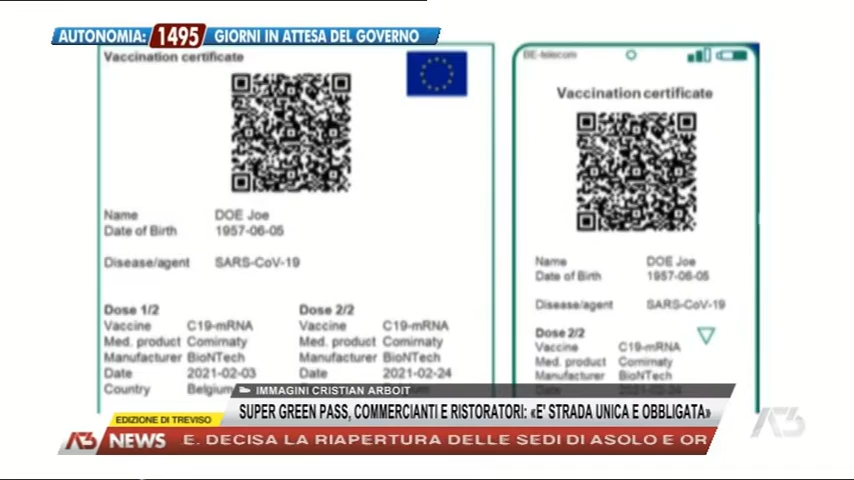 AUTONOMIA: 1495 GIORNI IN ATTESA DEL GOVERNO
Vaccination certificate
Name DOE Joe
Date of Birth 1957-06-05
Disease/agent SARS-CoV-19
Dose 1/2 Dose 2/2
Vaccine C19-mRNA Vaccine C19-mRNA
Med. product Comirnaty Med. product Comirnaty
Manufacturer BioNTech Manufacturer BioNTech
Date 2021-02-03 Date 2021-02-24
Country Belgium
BE-telecom
Vaccination certificate
Name DOE Joe
Date of Birth 1957-06-05
Disease/agent SARS-CoV-19
Dose 2/2
Vaccine C19-mRNA
Med. product Comirnaty
Manufacturer BioNTech
Date 2021-02-24
IMMAGINI CRISTIAN ARBOIT
SUPER GREEN PASS, COMMERCIANTI E RISTORATORI: «E' STRADA UNICA E OBBLIGATA»
EDIZIONE DI TREVISO
A3 NEWS E. DECISA LA RIAPERTURA DELLE SEDI DI ASOLO E OR
A3